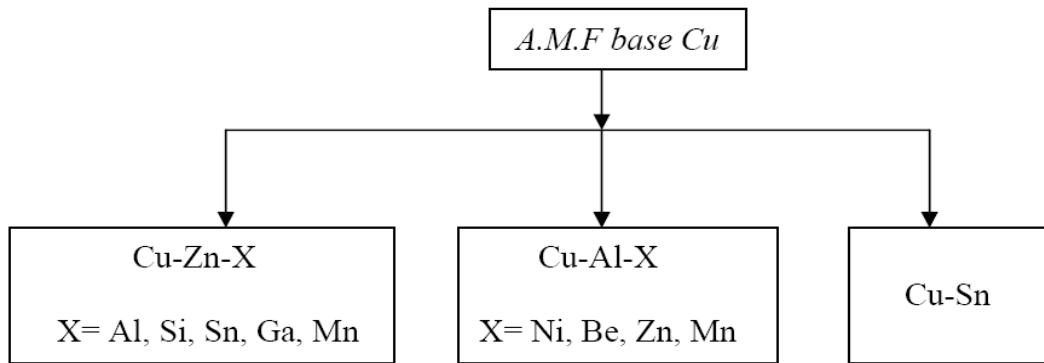 A.M.F base Cu
Cu-Zn-X
X= Al, Si, Sn, Ga, Mn
Cu-Al-X
X= Ni, Be, Zn, Mn
Cu-Sn